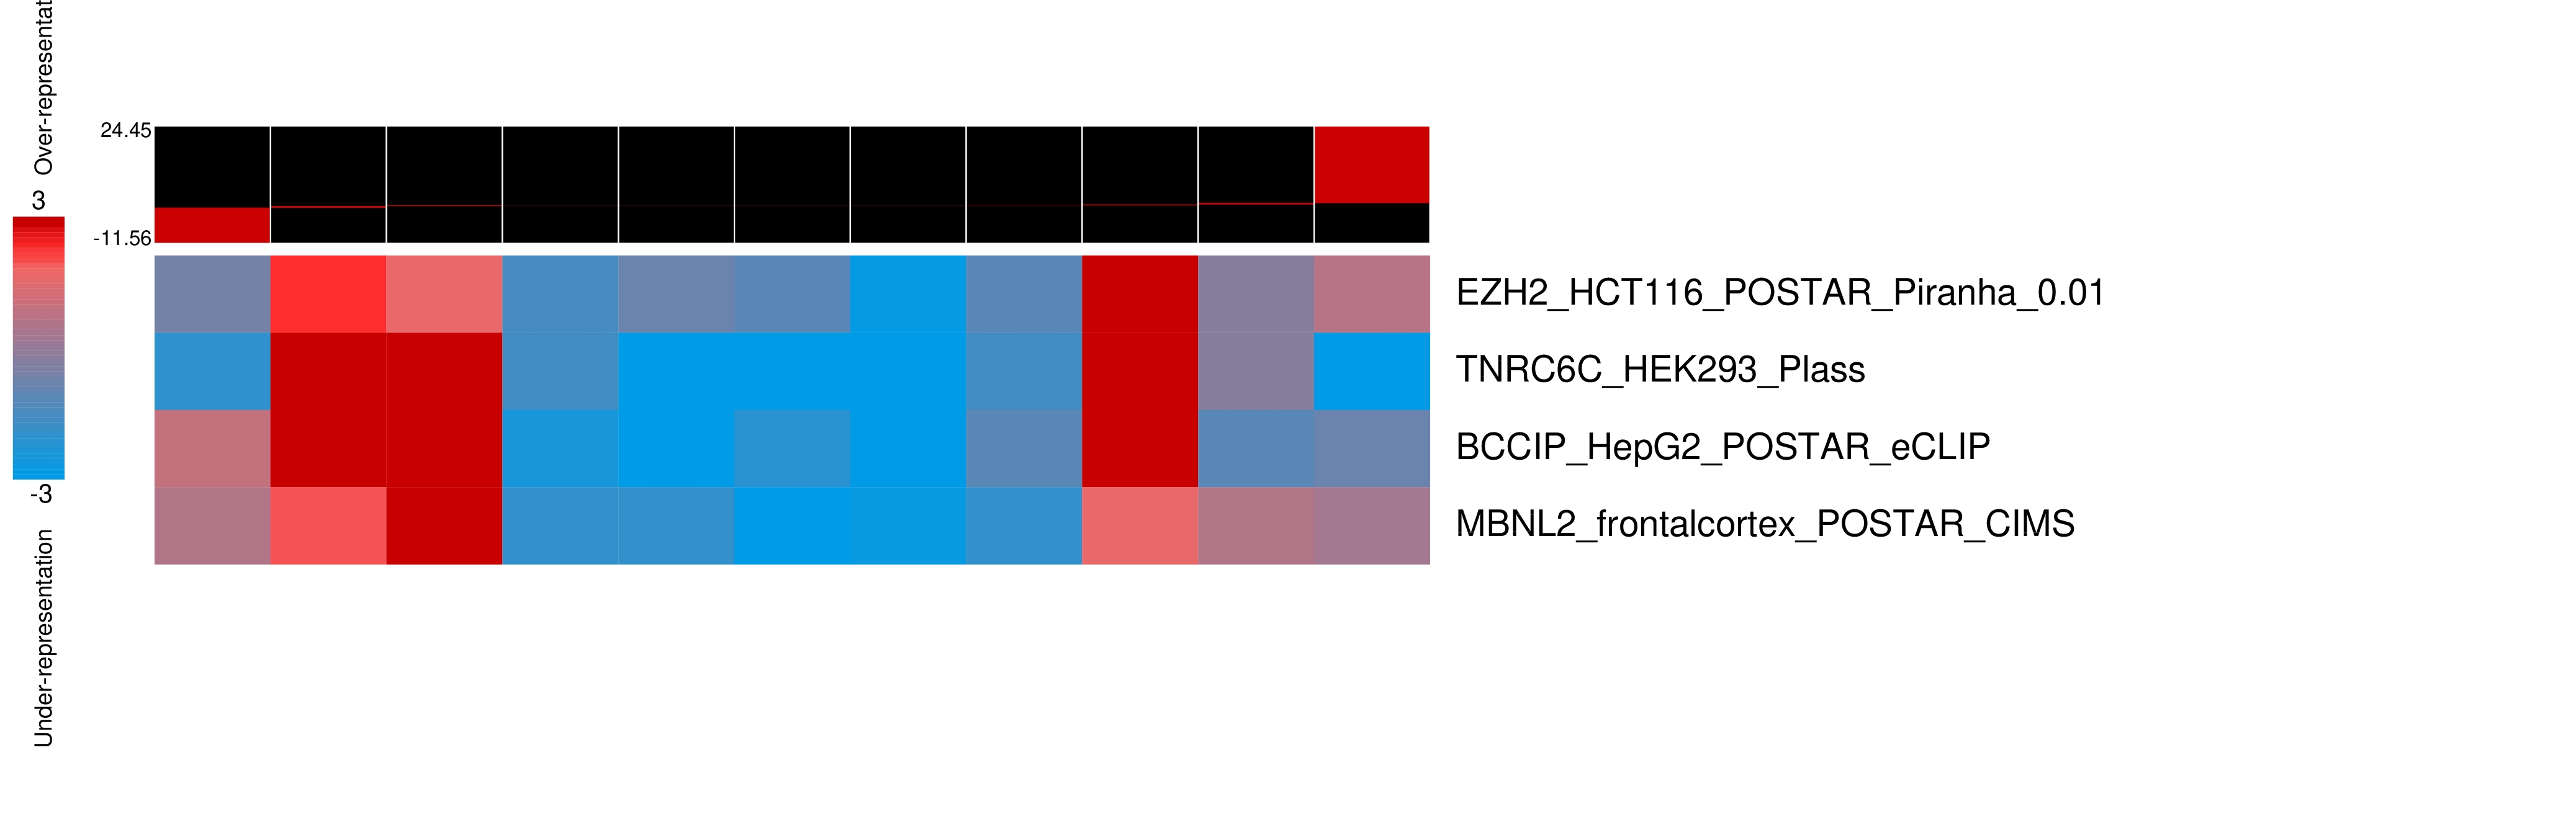 Over-representat
24.45
3
-11.56
EZH2_HCT116_POSTAR_Piranha_0.01
TNRC6C_HEK293_Plass
BCCIP_HepG2_POSTAR_eCLIP
-3
MBNL2_frontalcortex_POSTAR_CIMS
Under-representation